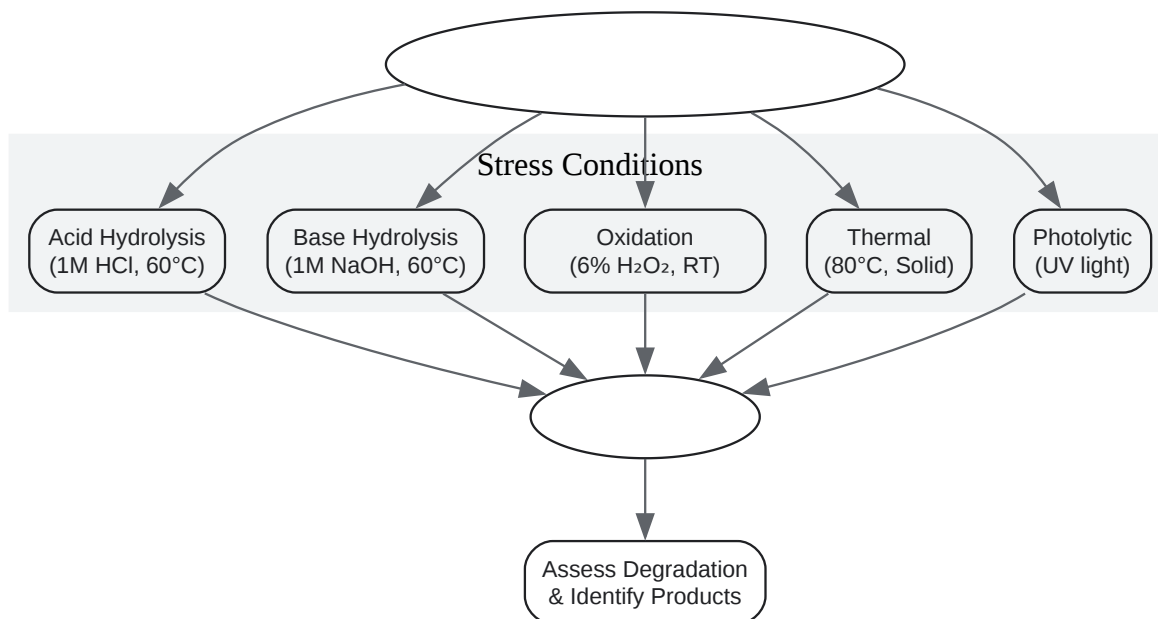 Stress Conditions
Acid Hydrolysis
(1M HCl, 60°C)
Base Hydrolysis
(1M NaOH, 60°C)
Oxidation
(6% H₂O₂, RT)
Thermal
(80°C, Solid)
Photolytic
(UV light)
Assess Degradation
& Identify Products